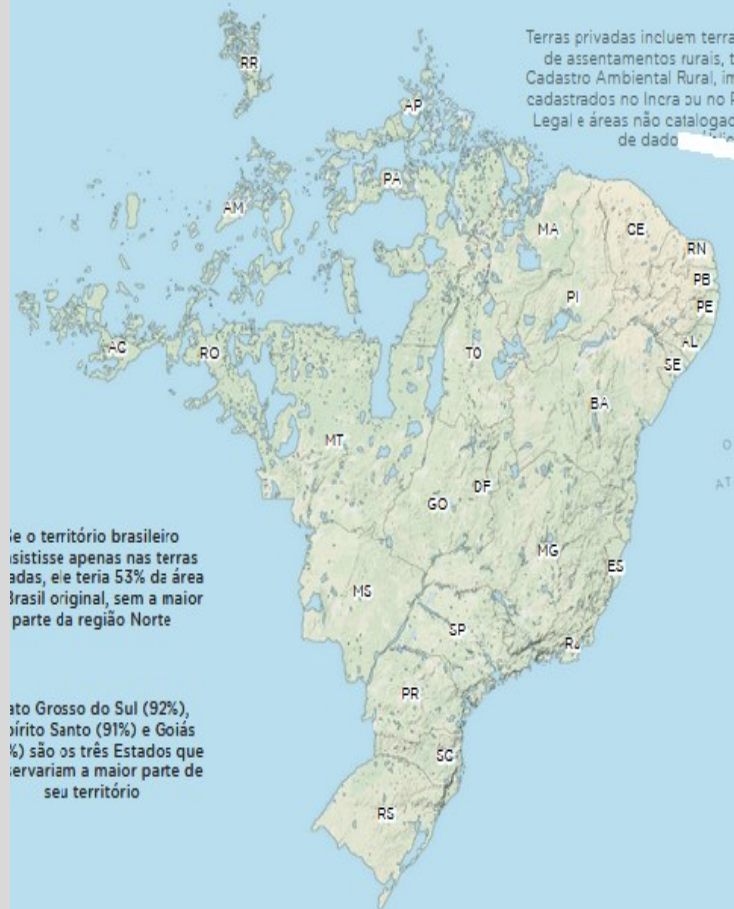 Terras privadas incluem terra
de assentamentos rurais, t
Cadastro Ambiental Rural, im
cadastrados no Incra ou no P
Legal e áreas não catalogad
de dado
RR
AP
PA
AM
MA
CE
RN
PI
PB
PE
AC
RO
TO
AL
SE
BA
MT
DF
GO
O
AT
e o território brasileiro
nsistisse apenas nas terras
adas, ele teria 53% da área
Brasil original, sem a maior
parte da região Norte
MG
ES
MS
SP
RJ
PR
ato Grosso do Sul (92%),
pírito Santo (91%) e Goiás
%) são os três Estados que
servariam a maior parte de
seu território
SC
RS